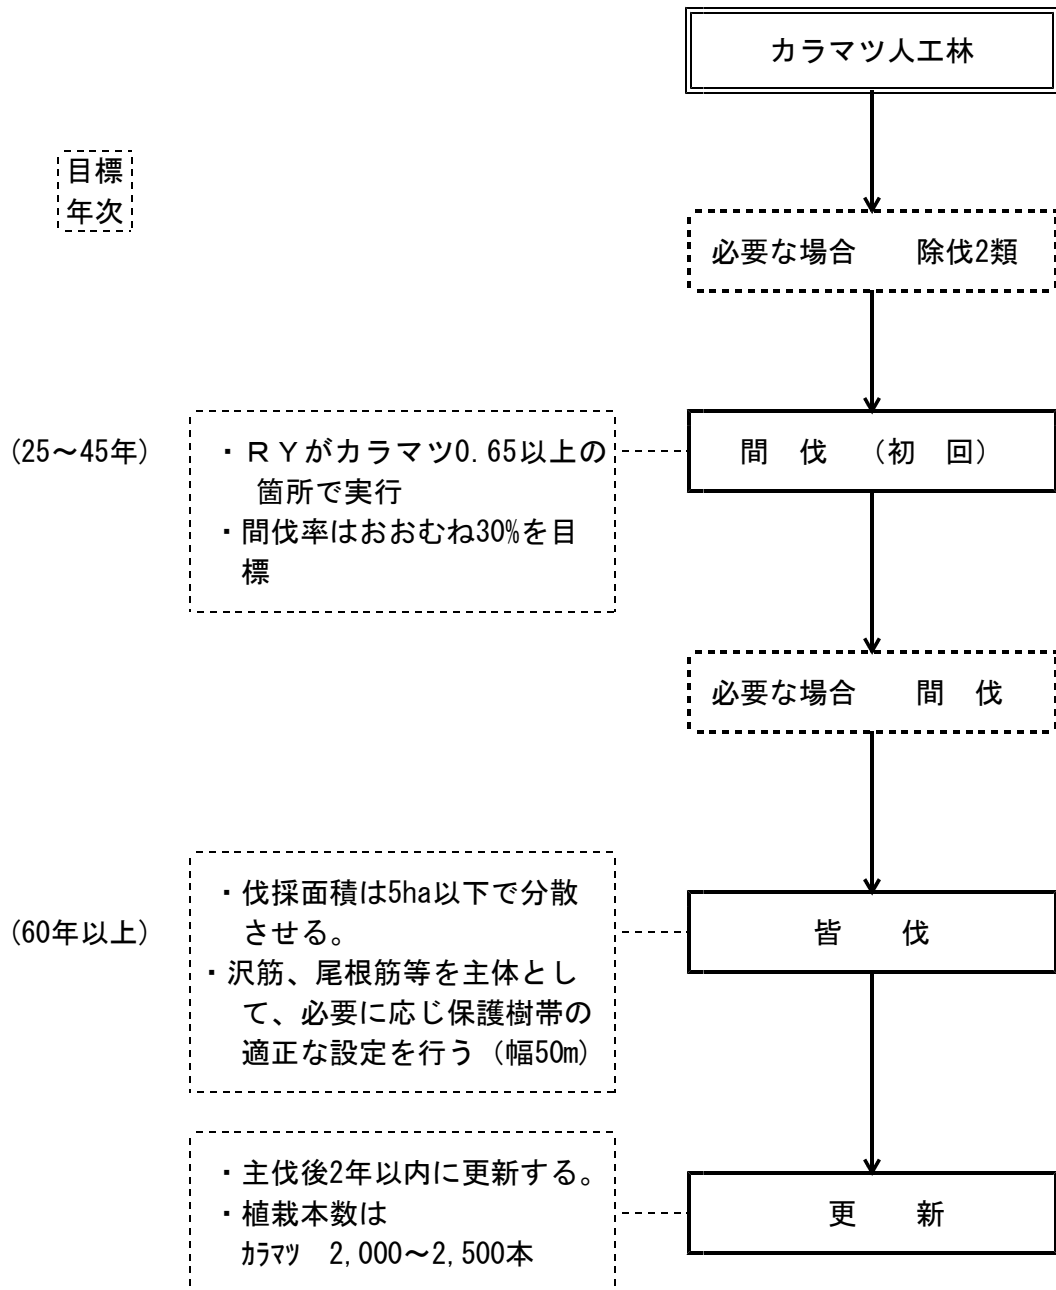 カラマツ人工林
目標
年次
必要な場合　　除伐2類
(25～45年)
・ＲＹがカラマツ0.65以上の
箇所で実行
・間伐率はおおむね30%を目
標
間　伐　（初　回）
必要な場合　　間　伐
(60年以上)
・伐採面積は5ha以下で分散
させる。
・沢筋、尾根筋等を主体とし
て、必要に応じ保護樹帯の
適正な設定を行う（幅50m）
皆　　伐
・主伐後2年以内に更新する。
・植栽本数は
ｶﾗﾏﾂ　2,000～2,500本
更　　新